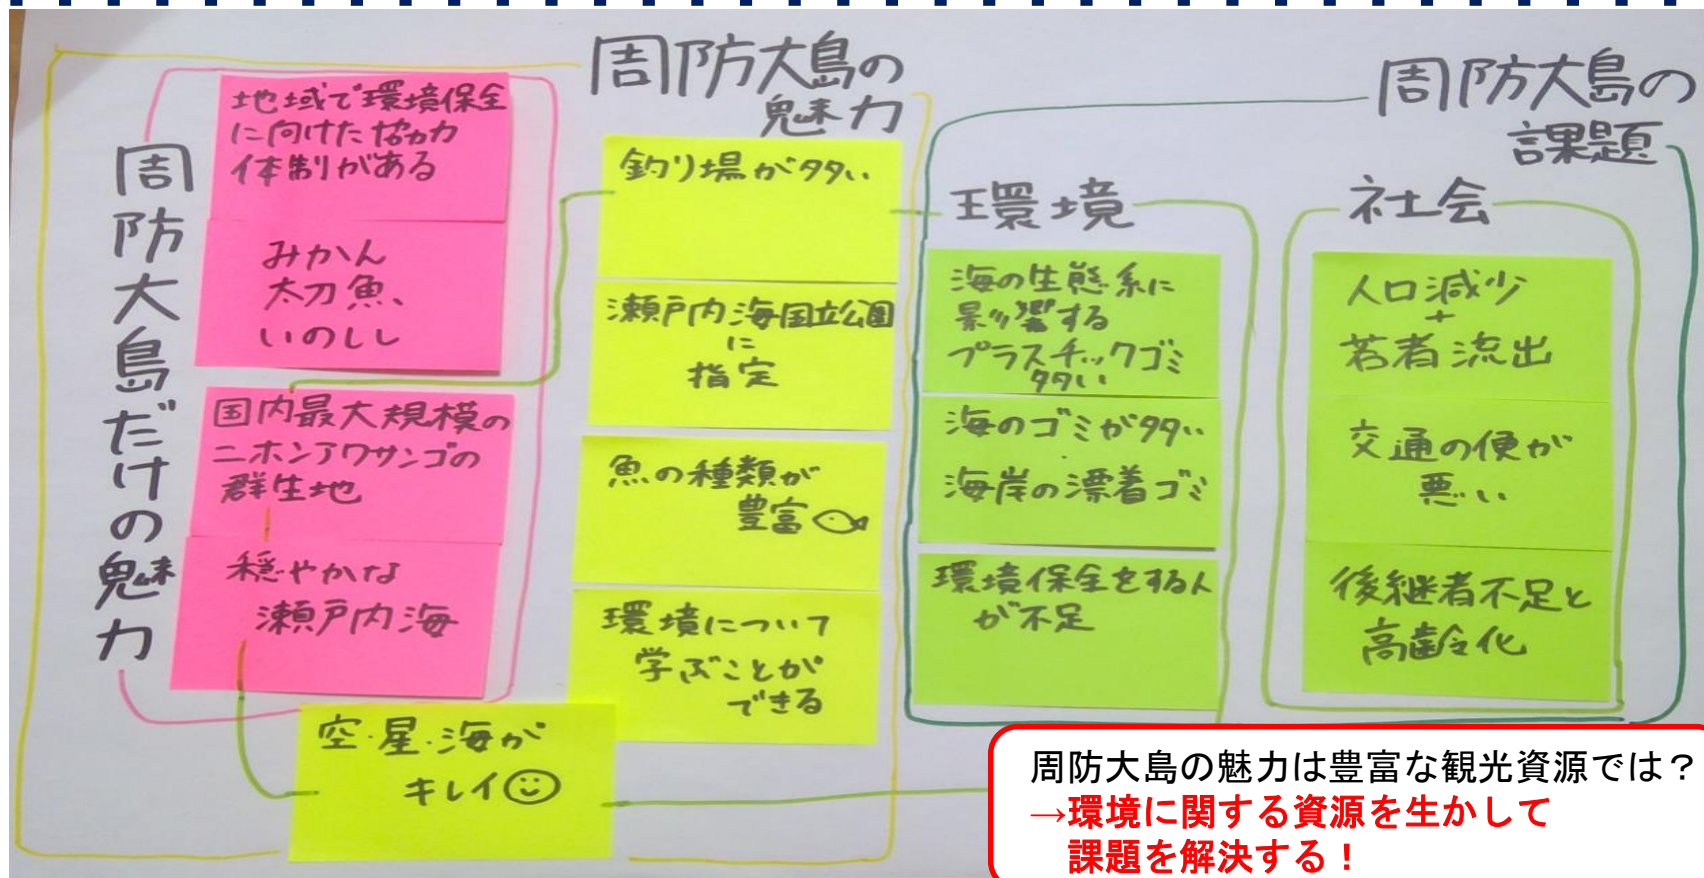 周防大島の
魅力
周防大島だけの魅力
地域で環境保全
に向けた協力
体制がある
みかん
太刀魚、
いのしし
国内最大規模の
ニホンアワサンゴの
群生地
穏やかな
瀬戸内海
釣り場が多い
瀬戸内海国立公園
に
指定
魚の種類が
豊富
環境について
学ぶことが
できる
空・星・海が
キレイ
周防大島の
課題
環境
海の生態系に
影響する
プラスチックゴミ
多い
海のゴミが多い
・
海岸の漂着ゴミ
環境保全をする人
が不足
社会
人口減少
+
若者流出
交通の便が
悪い
後継者不足と
高齢化
周防大島の魅力は豊富な観光資源では？
→環境に関する資源を生かして
課題を解決する！